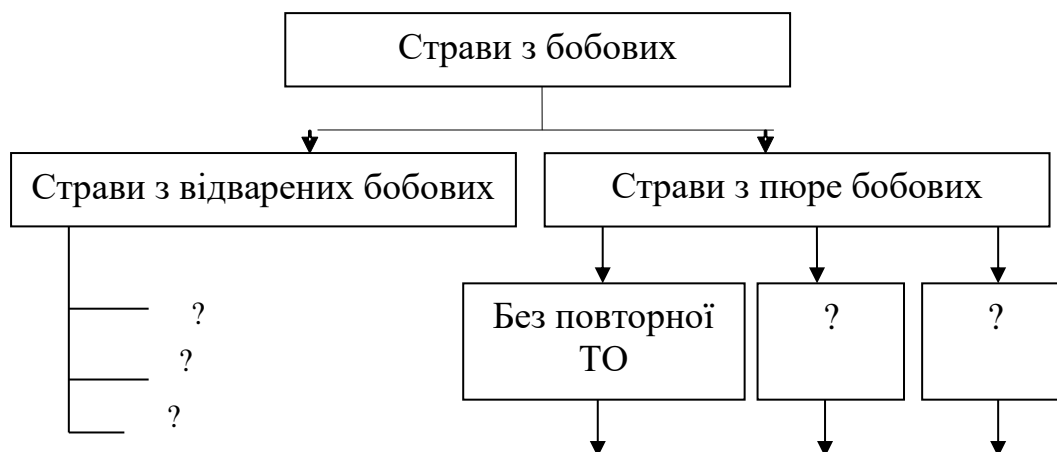 Страви з бобових
Страви з відварених бобових
Страви з пюре бобових
Без повторної
ТО
?
?
?
?
?